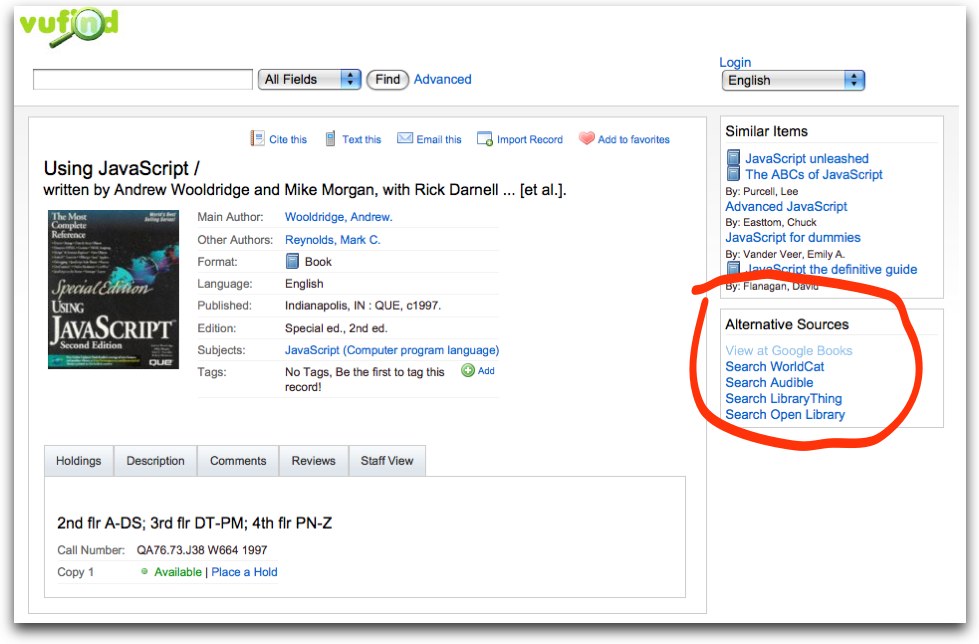 vufind
All Fields
Find
Advanced
Login
English
Cite this
Text this
Email this
Import Record
Add to favorites
Using JavaScript /
written by Andrew Wooldridge and Mike Morgan, with Rick Darnell ... [et al.].
The Most
Complete
Reference
World's Best
Selling Series!
Special Edition
USING
JAVASCRIPT
Second Edition
QUE
Main Author: Wooldridge, Andrew.
Other Authors: Reynolds, Mark C.
Format: Book
Language: English
Published: Indianapolis, IN : QUE, c1997.
Edition: Special ed., 2nd ed.
Subjects: JavaScript (Computer program language)
Tags: No Tags, Be the first to tag this
record!
Add
Holdings
Description
Comments
Reviews
Staff View
2nd flr A-DS; 3rd flr DT-PM; 4th flr PN-Z
Call Number: QA76.73.J38 W664 1997
Copy 1 Available | Place a Hold
Similar Items
JavaScript unleashed
The ABCs of JavaScript
By: Purcell, Lee
Advanced JavaScript
By: Easttom, Chuck
JavaScript for dummies
By: Vander Veer, Emily A.
JavaScript the definitive guide
By: Flanagan, David
Alternative Sources
View at Google Books
Search WorldCat
Search Audible
Search LibraryThing
Search Open Library